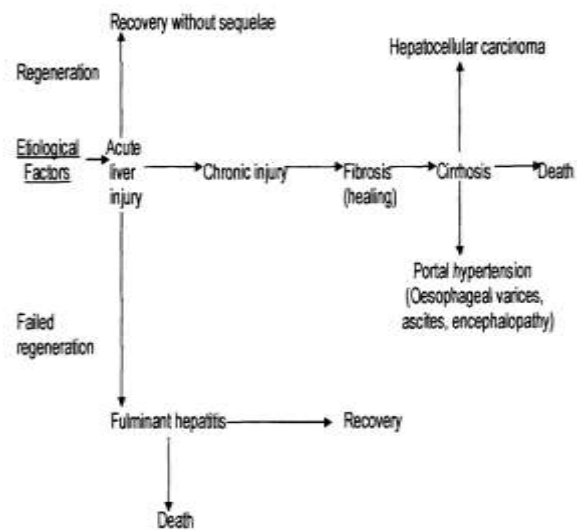 Recovery without sequelae
Hepatocellular carcinoma
Regeneration
Etiological
Factors
Acute
liver
injury
Chronic injury
Fibrosis
(healing)
Cirrhosis
Death
Portal hypertension
(Oesophageal varices,
ascites, encephalopathy)
Failed
regeneration
Fulminant hepatitis
Recovery
Death